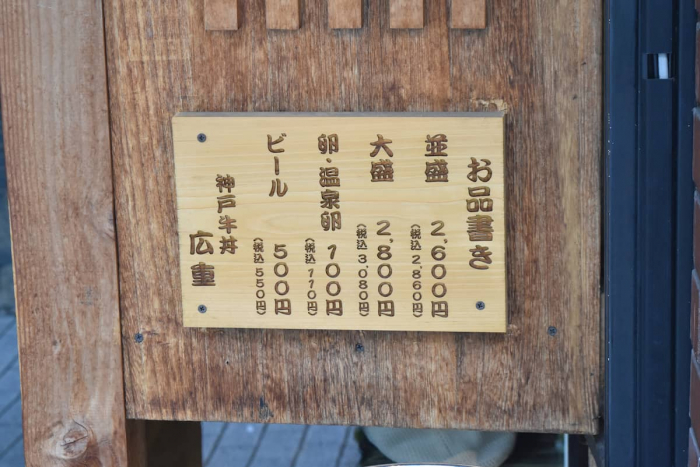 お品書き
並盛 2,600円
(税込 2,860円)
大盛 2,800円
(税込 3,080円)
卵・温泉卵 100円
(税込 110円)
ビール 500円
(税込 550円)
神戸牛丼
広重